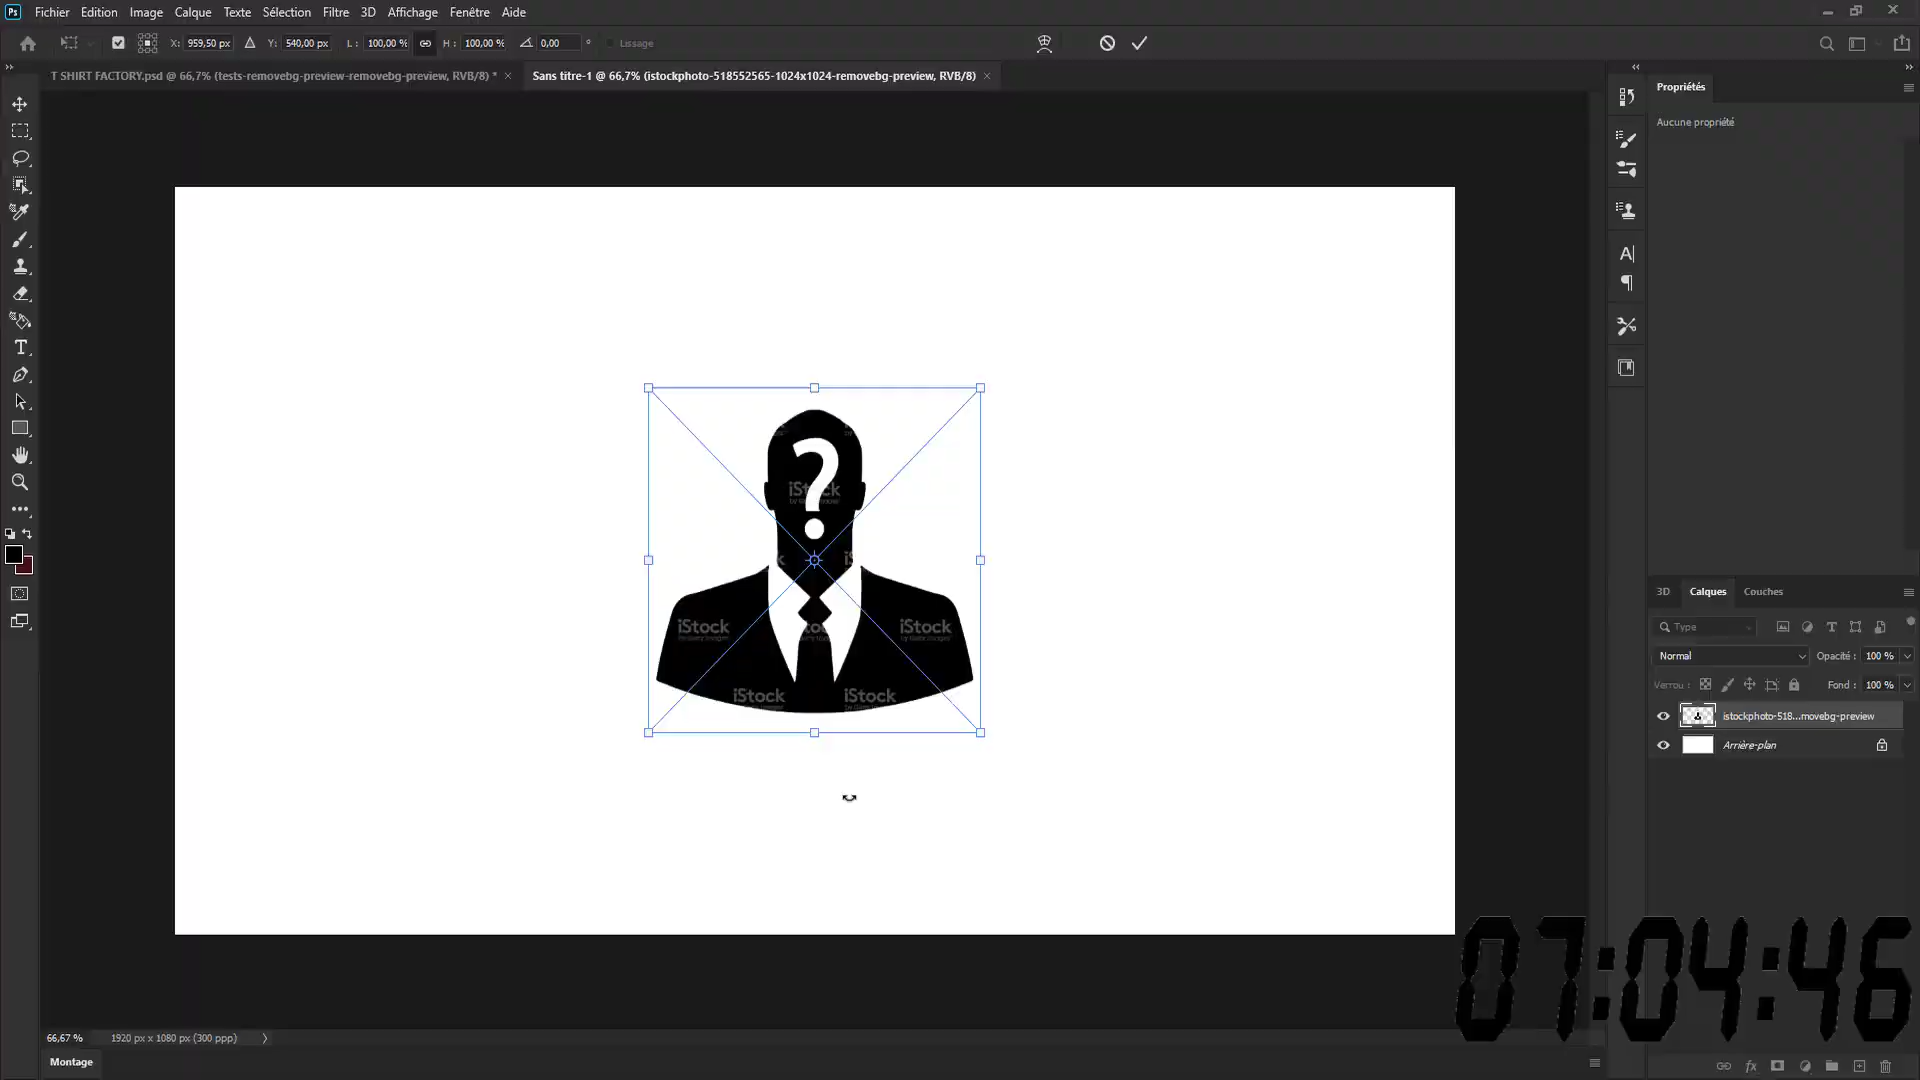 Ps Fichier Edition Image Calque Texte Sélection Filtre 3D Affichage Fenêtre Aide
X: 959,50 px Y: 540,00 px L: 100,00 % H: 100,00 % 0,00 ° Lissage
T SHIRT FACTORY.psd @ 66,7% (tests-removebg-preview-removebg-preview, RVB/8) * × Sans titre-1 @ 66,7% (istockphoto-518552565-1024x1024-removebg-preview, RVB/8) ×
Propriétés
Aucune propriété
?
iStock
iStock
iStock
iStock
iStock
3D Calques Couches
Type
Normal Opacité : 100 %
Verrou : Fond : 100 %
istockphoto-518...movebg-preview
Arrière-plan
fx
07:04:46
66,67 % 1920 px x 1080 px (300 ppp)
Montage